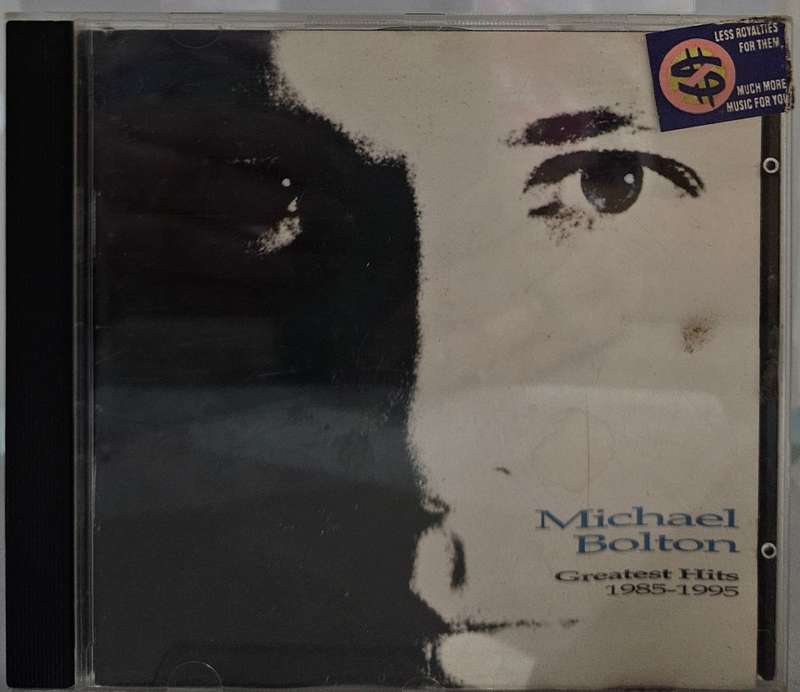 LESS ROYALTIES
FOR THEM,
MUCH MORE
MUSIC FOR YOU
Michael
Bolton
Greatest Hits
1985-1995